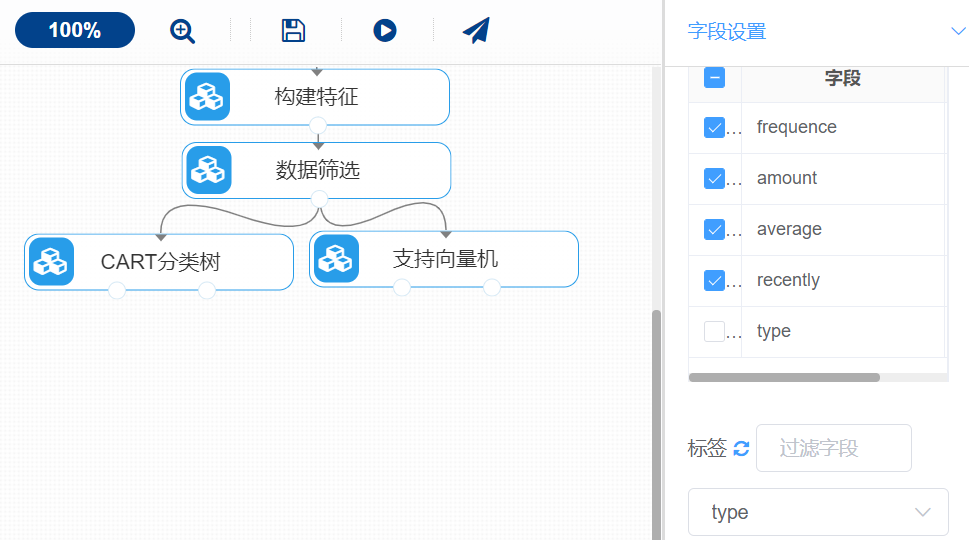 100%
字段设置
构建特征
数据筛选
CART分类树
支持向量机
字段
... frequence
... amount
... average
... recently
... type
标签
过滤字段
type